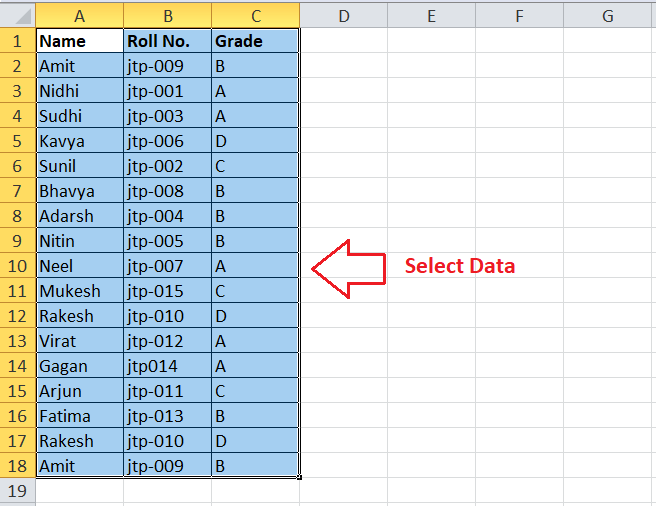 A B C D E F G
1 Name Roll No. Grade
2 Amit jtp-009 B
3 Nidhi jtp-001 A
4 Sudhi jtp-003 A
5 Kavya jtp-006 D
6 Sunil jtp-002 C
7 Bhavya jtp-008 B
8 Adarsh jtp-004 B
9 Nitin jtp-005 B
10 Neel jtp-007 A Select Data
11 Mukesh jtp-015 C
12 Rakesh jtp-010 D
13 Virat jtp-012 A
14 Gagan jtp014 A
15 Arjun jtp-011 C
16 Fatima jtp-013 B
17 Rakesh jtp-010 D
18 Amit jtp-009 B
19